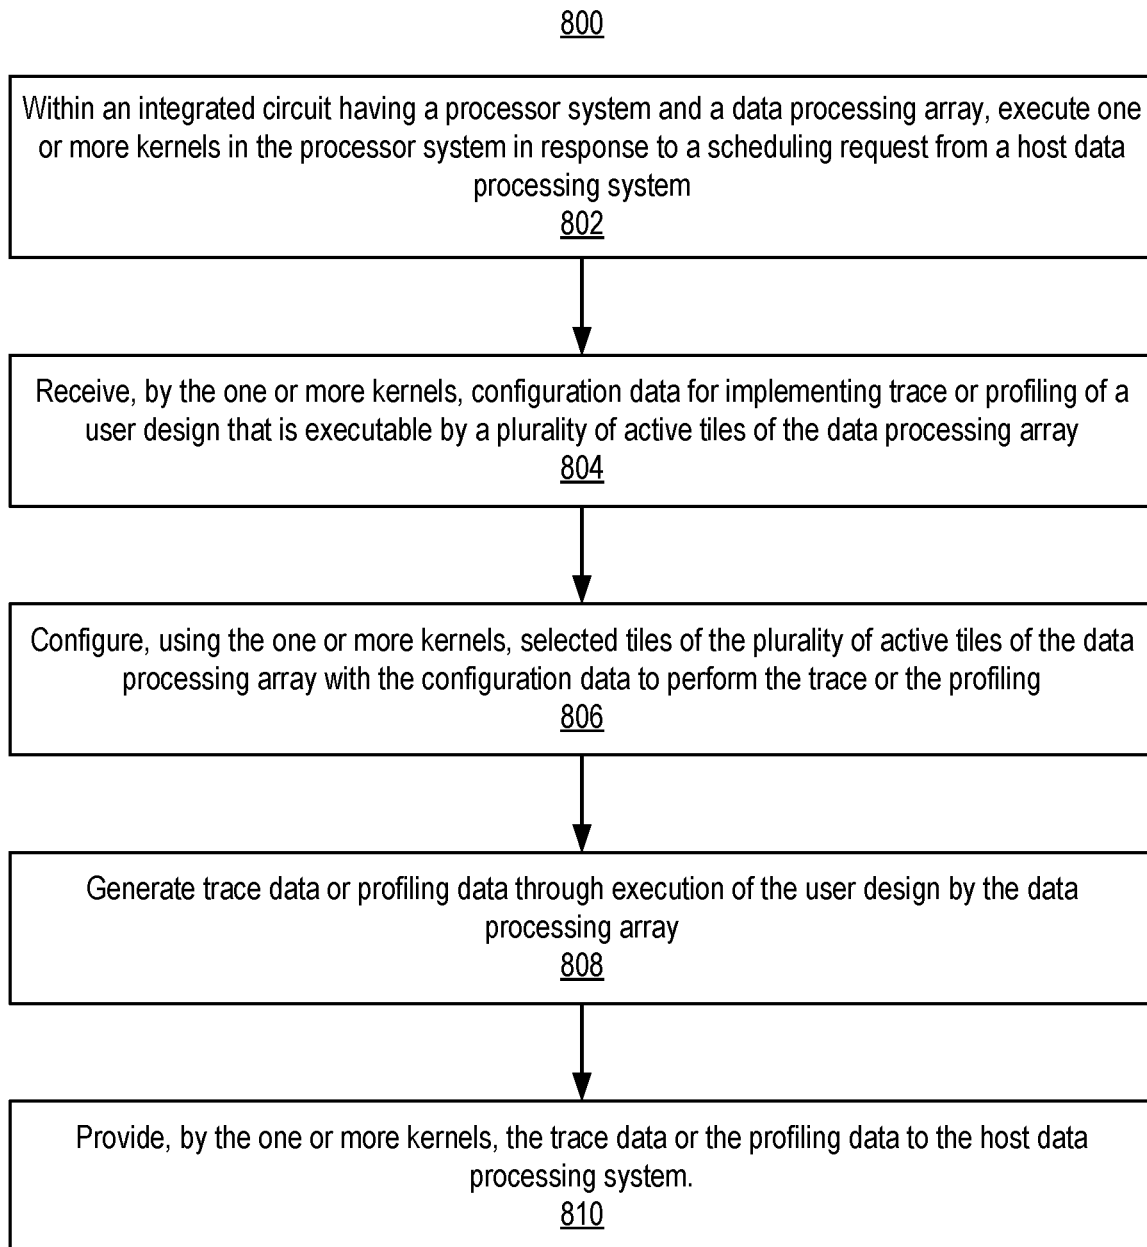 800
Within an integrated circuit having a processor system and a data processing array, execute one
or more kernels in the processor system in response to a scheduling request from a host data
processing system
802
Receive, by the one or more kernels, configuration data for implementing trace or profiling of a
user design that is executable by a plurality of active tiles of the data processing array
804
Configure, using the one or more kernels, selected tiles of the plurality of active tiles of the data
processing array with the configuration data to perform the trace or the profiling
806
Generate trace data or profiling data through execution of the user design by the data
processing array
808
Provide, by the one or more kernels, the trace data or the profiling data to the host data
processing system.
810